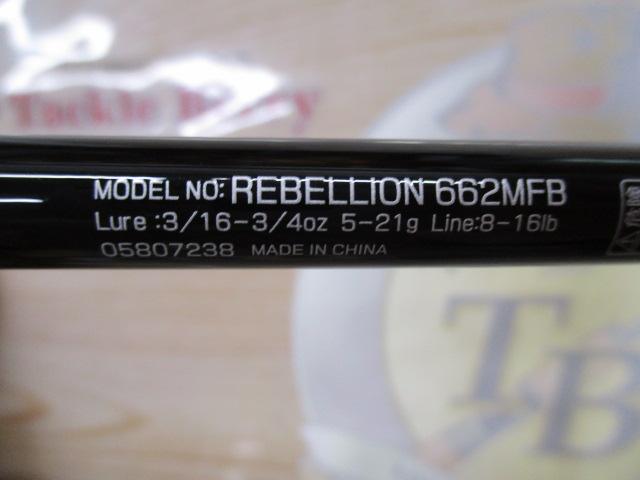 Tackle Berry
MODEL NO: REBELLION 662MFB
Lure :3/16-3/4oz 5-21g Line:8-16lb
05807238 MADE IN CHINA
TB